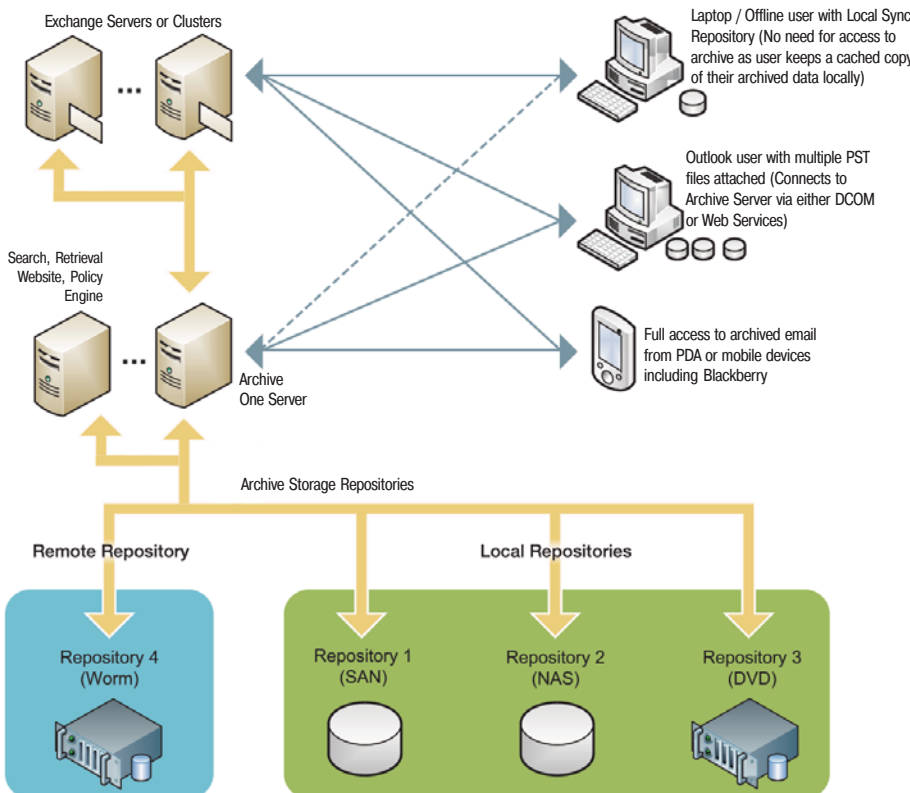 Exchange Servers or Clusters
Laptop / Offline user with Local Sync
Repository (No need for access to
archive as user keeps a cached copy
of their archived data locally)
Outlook user with multiple PST
files attached (Connects to
Archive Server via either DCOM
or Web Services)
Search, Retrieval
Website, Policy
Engine
Full access to archived email
from PDA or mobile devices
including Blackberry
Archive
One Server
Archive Storage Repositories
Remote Repository
Local Repositories
Repository 4
(Worm)
Repository 1
(SAN)
Repository 2
(NAS)
Repository 3
(DVD)